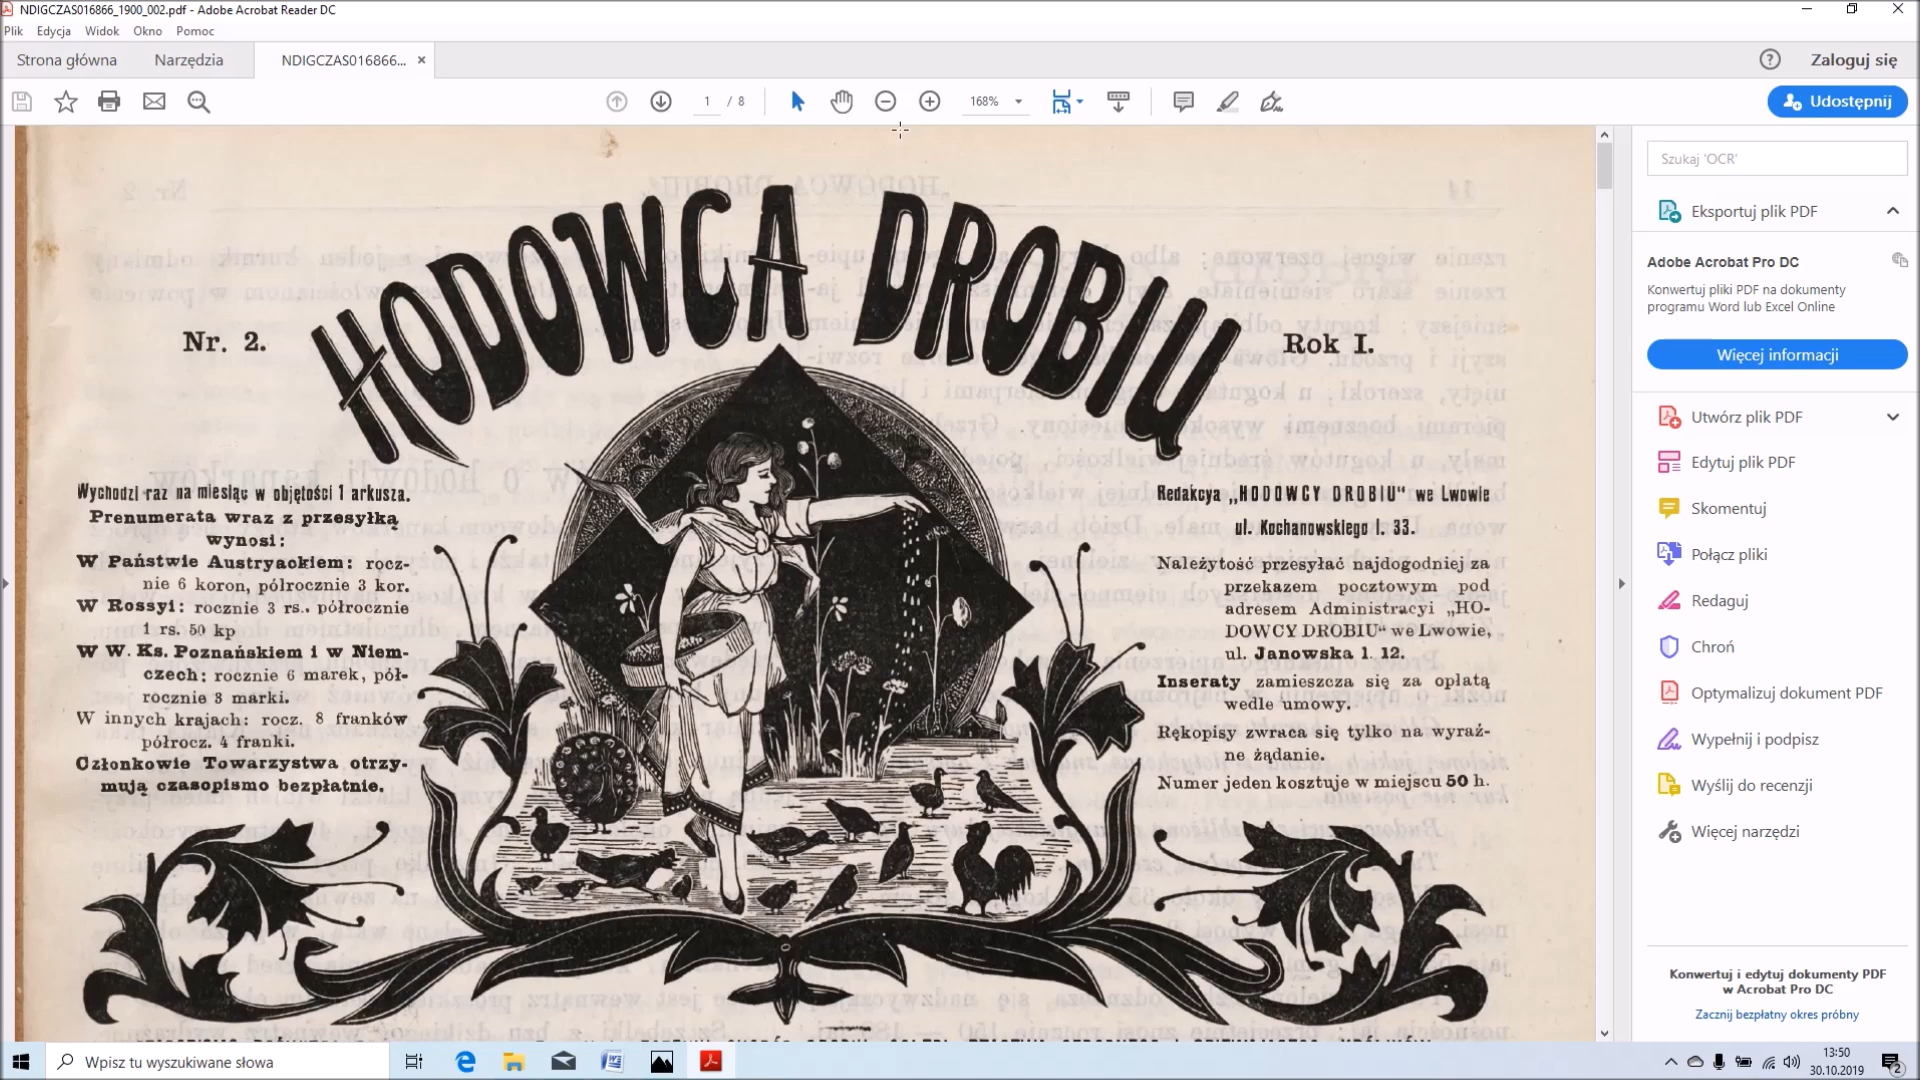 NDIGCZAS016866_1900_002.pdf - Adobe Acrobat Reader DC
Plik Edycja Widok Okno Pomoc
Strona główna Narzędzia NDIGCZAS016866... × Zaloguj się
1 / 8 168% Udostępnij
HODOWCA DROBIU
Nr. 2.
Rok I.
Wychodzi raz na miesiąc w objętości 1 arkusza.
Prenumerata wraz z przesyłką
wynosi:
W Państwie Austryackiem: rocz-
nie 6 koron, półrocznie 3 kor.
W Rossyi: rocznie 3 rs., półrocznie
1 rs. 50 kp
W W. Ks. Poznańskiem i w Niem-
czech: rocznie 6 marek, pół-
rocznie 3 marki.
W innych krajach: rocz. 8 franków
półrocz. 4 franki.
Członkowie Towarzystwa otrzy-
mują czasopismo bezpłatnie.
Redakcya „HODOWCY DROBIU“ we Lwowie
ul. Kochanowskiego l. 33.
Należytość przesyłać najdogodniej za
przekazem pocztowym pod
adresem Administracyi „HO-
DOWCY DROBIU“ we Lwowie,
ul. Janowska l. 12.
Inseraty zamieszcza się za opłatą
wedle umowy.
Rękopisy zwraca się tylko na wyraź-
ne żądanie.
Numer jeden kosztuje w miejscu 50 h.
Szukaj 'OCR'
Eksportuj plik PDF
Adobe Acrobat Pro DC
Konwertuj pliki PDF na dokumenty
programu Word lub Excel Online
Więcej informacji
Utwórz plik PDF
Edytuj plik PDF
Skomentuj
Połącz pliki
Redaguj
Chroń
Optymalizuj dokument PDF
Wypełnij i podpisz
Wyślij do recenzji
Więcej narzędzi
Konwertuj i edytuj dokumenty PDF
w Acrobat Pro DC
Zacznij bezpłatny okres próbny
Wpisz tu wyszukiwane słowa
13:50
30.10.2019
2